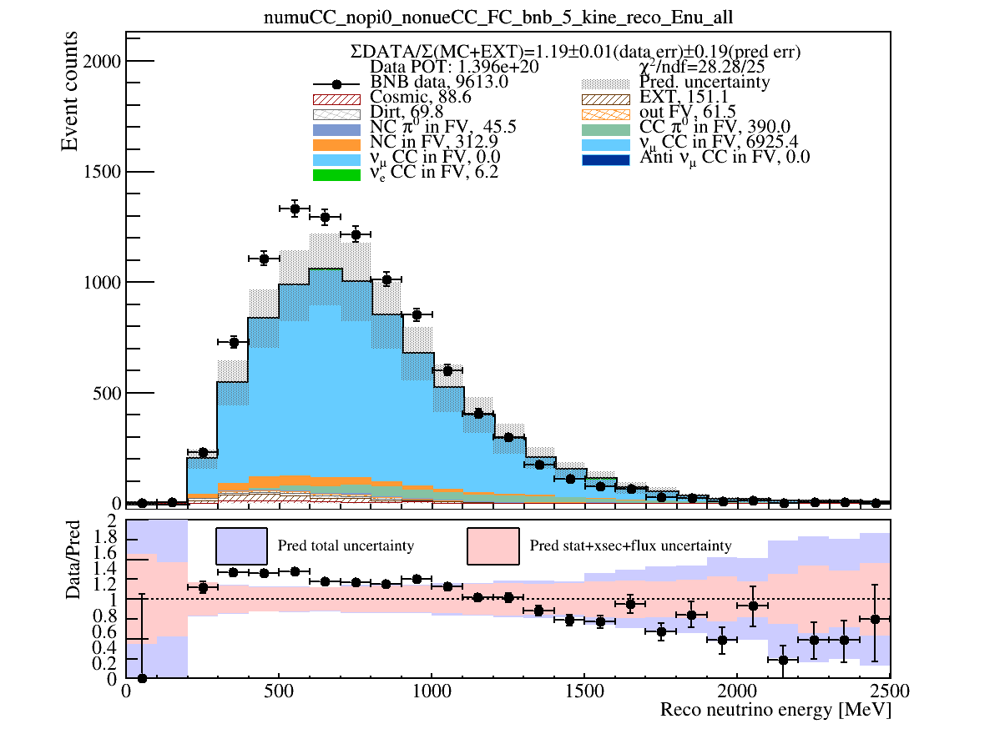 numuCC_nopi0_nonueCC_FC_bnb_5_kine_reco_Enu_all
ΣDATA/Σ(MC+EXT)=1.19±0.01(data err)±0.19(pred err)
Data POT: 1.396e+20
χ²/ndf=28.28/25
BNB data, 9613.0
Pred. uncertainty
Cosmic, 88.6
EXT, 151.1
Dirt, 69.8
out FV, 61.5
NC π⁰ in FV, 45.5
CC π⁰ in FV, 390.0
NC in FV, 312.9
νμ CC in FV, 6925.4
νμ CC in FV, 0.0
Anti νμ CC in FV, 0.0
νe CC in FV, 6.2
Event counts
2000
1500
1000
500
0
Data/Pred
2
1.8
1.6
1.4
1.2
1
0.8
0.6
0.4
0.2
0
Pred total uncertainty
Pred stat+xsec+flux uncertainty
0
500
1000
1500
2000
2500
Reco neutrino energy [MeV]